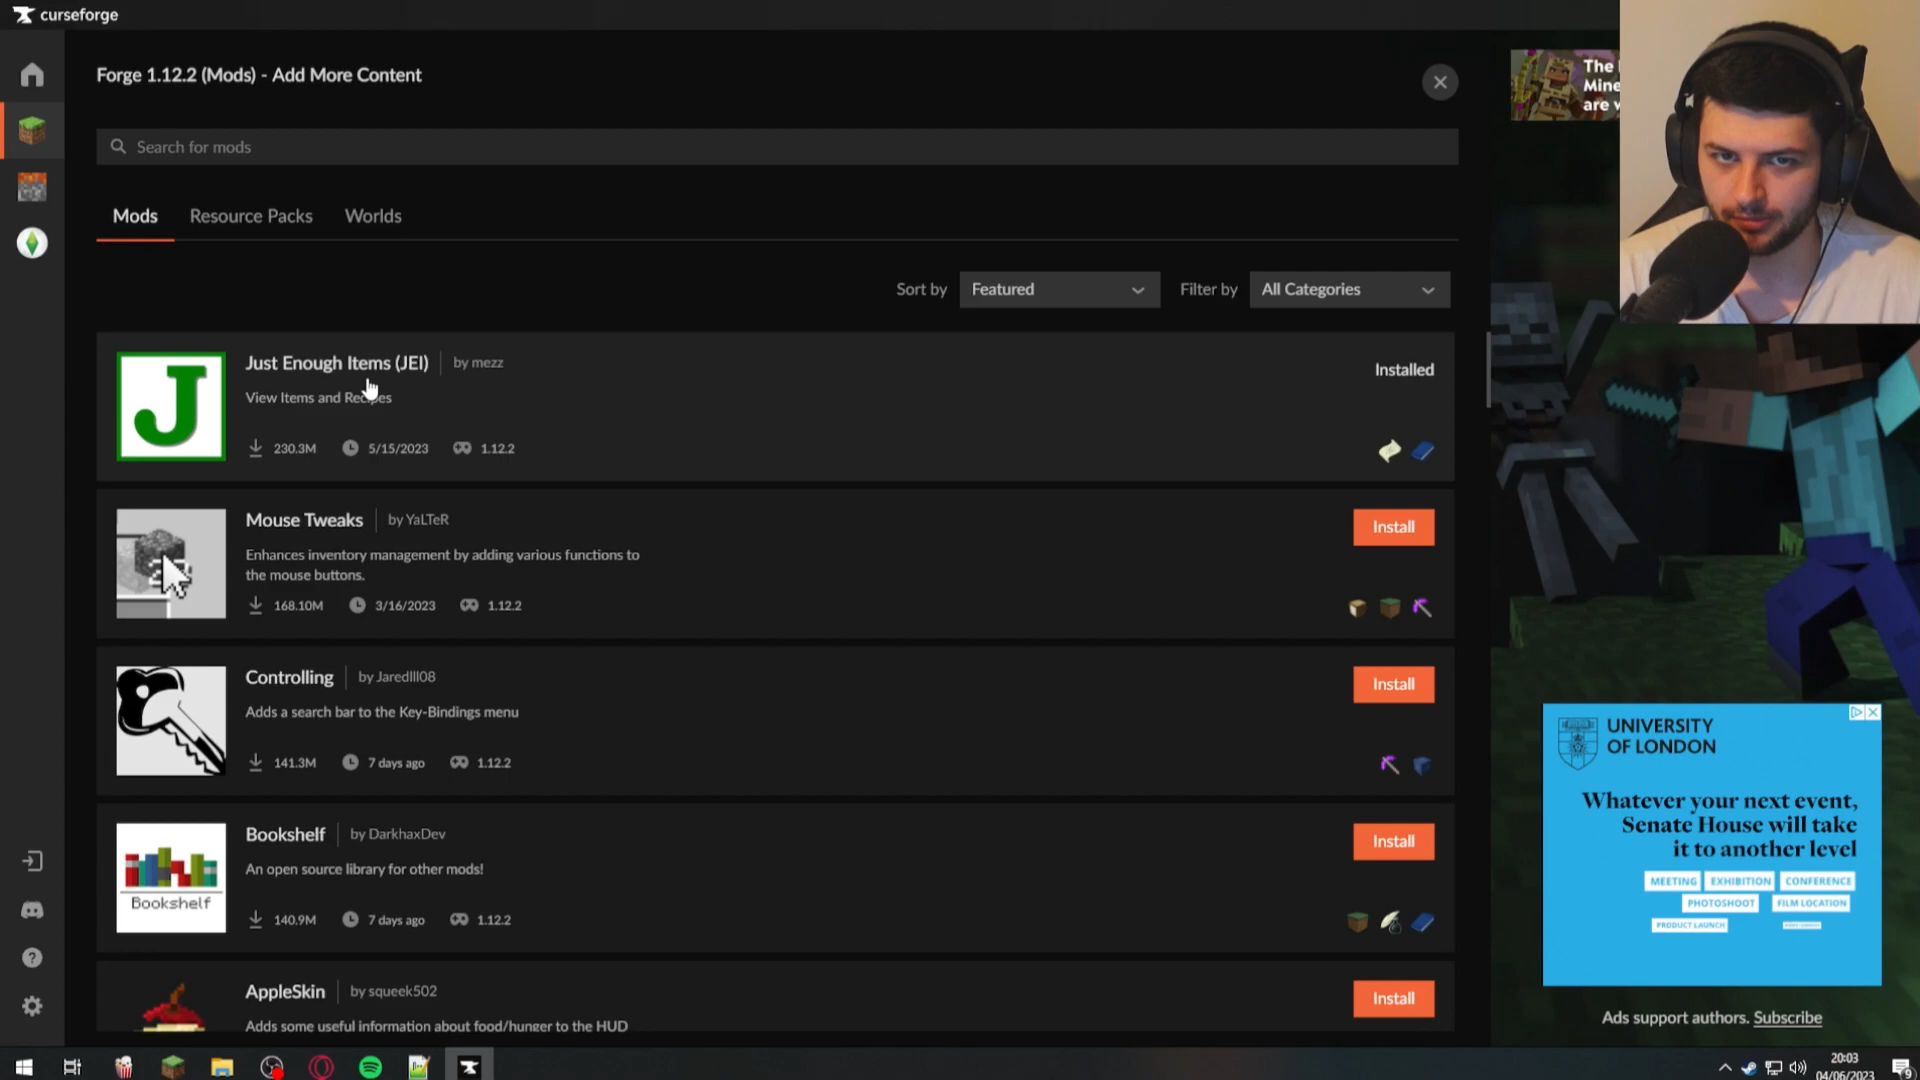 curseforge
Forge 1.12.2 (Mods) - Add More Content
Search for mods
Mods
Resource Packs
Worlds
Sort by
Featured
Filter by
All Categories
Just Enough Items (JEI)
by mezz
Installed
View Items and Recipes
230.3M
5/15/2023
1.12.2
Mouse Tweaks
by YaLTeR
Install
Enhances inventory management by adding various functions to
the mouse buttons.
168.10M
3/16/2023
1.12.2
Controlling
by Jaredlll08
Install
Adds a search bar to the Key-Bindings menu
141.3M
7 days ago
1.12.2
Bookshelf
by DarkhaxDev
Install
An open source library for other mods!
Bookshelf
140.9M
7 days ago
1.12.2
AppleSkin
by squeek502
Install
Adds some useful information about food/hunger to the HUD
The
Mine
are
UNIVERSITY
OF LONDON
Whatever your next event,
Senate House will take
it to another level
MEETING
EXHIBITION
CONFERENCE
PHOTOSHOOT
FILM LOCATION
PRODUCT LAUNCH
Ads support authors. Subscribe
20:03
04/06/2023